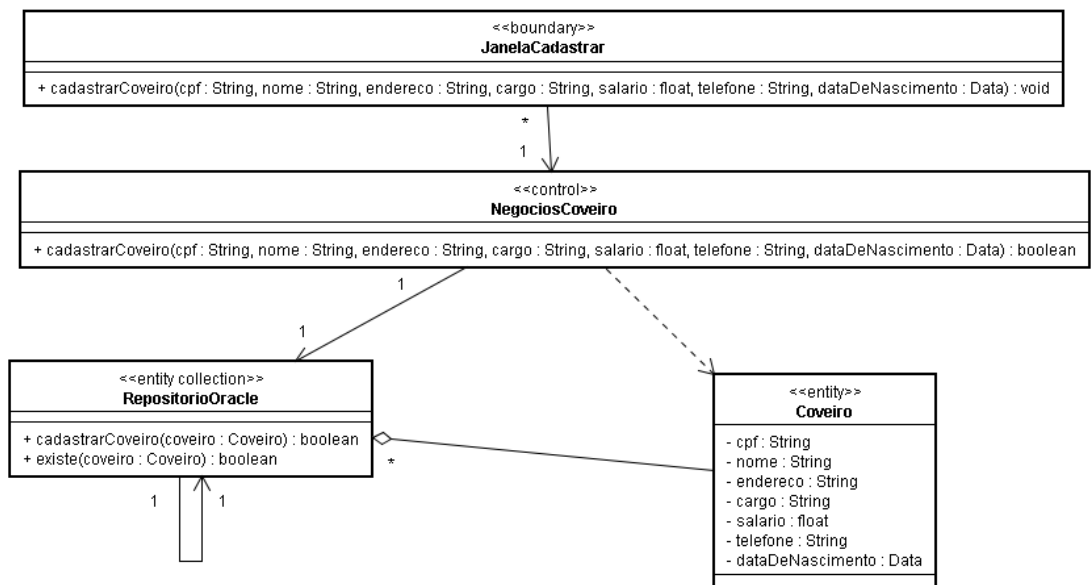 <<boundary>>
JanelaCadastrar
+ cadastrarCoveiro(cpf : String, nome : String, endereco : String, cargo : String, salario : float, telefone : String, dataDeNascimento : Data) : void
*
1
<<control>>
NegociosCoveiro
+ cadastrarCoveiro(cpf : String, nome : String, endereco : String, cargo : String, salario : float, telefone : String, dataDeNascimento : Data) : boolean
1
1
<<entity collection>>
RepositorioOracle
+ cadastrarCoveiro(coveiro : Coveiro) : boolean
+ existe(coveiro : Coveiro) : boolean
*
1
1
<<entity>>
Coveiro
- cpf : String
- nome : String
- endereco : String
- cargo : String
- salario : float
- telefone : String
- dataDeNascimento : Data